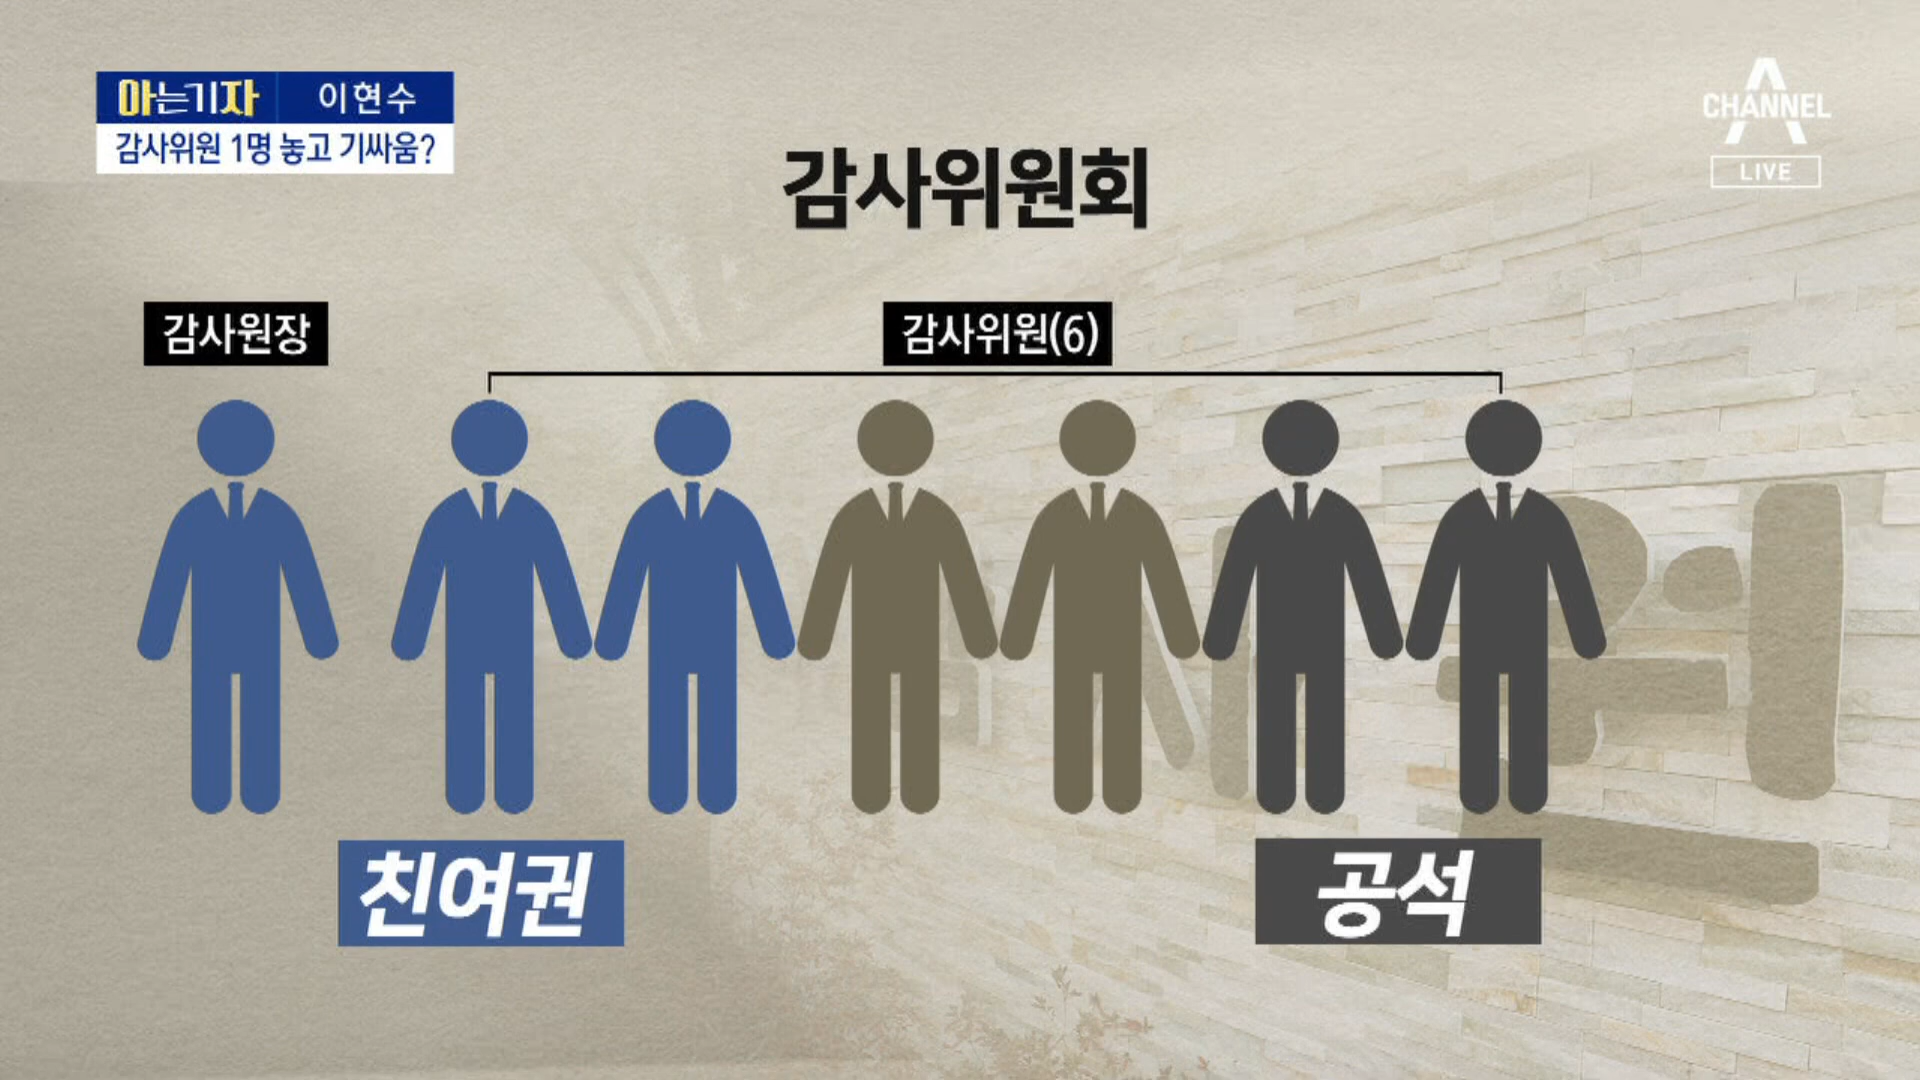 아는기자 이현수
감사위원 1명 놓고 기싸움?
CHANNEL A
LIVE
감사위원회
감사원장
감사위원(6)
친여권
공석